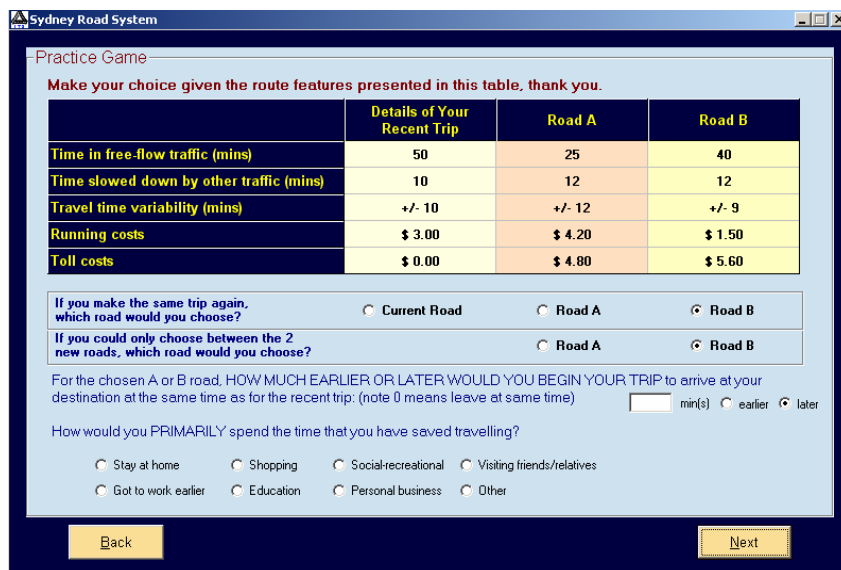 Sydney Road System
Practice Game
Make your choice given the route features presented in this table, thank you.
Details of Your Recent Trip Road A Road B
Time in free-flow traffic (mins) 50 25 40
Time slowed down by other traffic (mins) 10 12 12
Travel time variability (mins) +/- 10 +/- 12 +/- 9
Running costs $ 3.00 $ 4.20 $ 1.50
Toll costs $ 0.00 $ 4.80 $ 5.60
If you make the same trip again,
which road would you choose? Current Road Road A Road B
If you could only choose between the 2
new roads, which road would you choose? Road A Road B
For the chosen A or B road, HOW MUCH EARLIER OR LATER WOULD YOU BEGIN YOUR TRIP to arrive at your
destination at the same time as for the recent trip: (note 0 means leave at same time) min(s) earlier later
How would you PRIMARILY spend the time that you have saved travelling?
Stay at home Shopping Social-recreational Visiting friends/relatives
Got to work earlier Education Personal business Other
Back Next